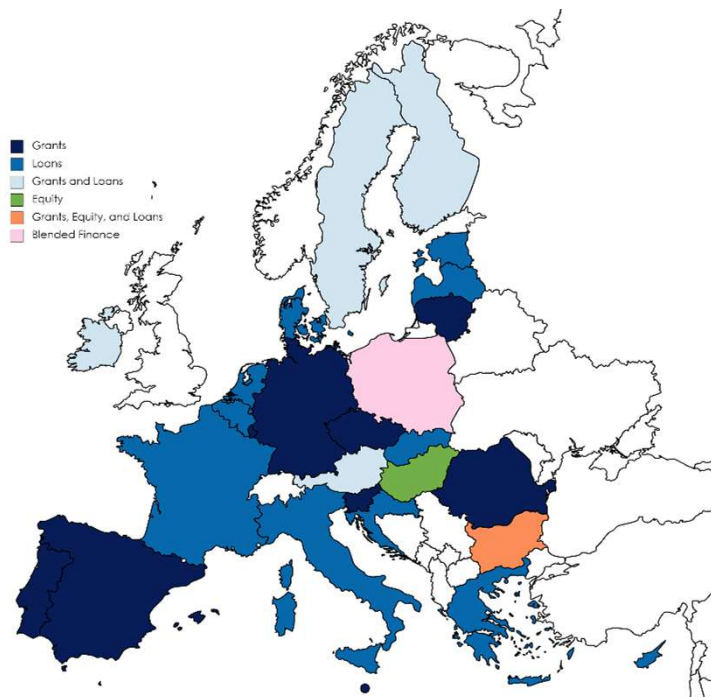 Grants
Loans
Grants and Loans
Equity
Grants, Equity, and Loans
Blended Finance